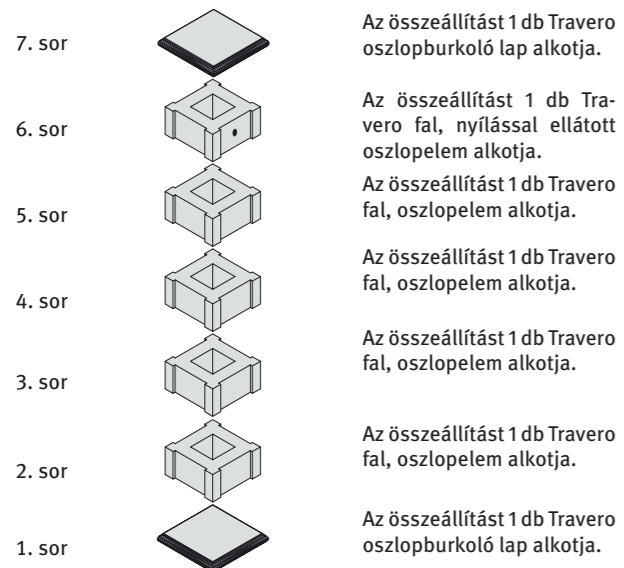 7. sor
Az összeállítást 1 db Travero
oszlopburkoló lap alkotja.
6. sor
Az összeállítást 1 db Tra-
vero fal, nyílással ellátott
oszlopelem alkotja.
5. sor
Az összeállítást 1 db Travero
fal, oszlopelem alkotja.
4. sor
Az összeállítást 1 db Travero
fal, oszlopelem alkotja.
3. sor
Az összeállítást 1 db Travero
fal, oszlopelem alkotja.
2. sor
Az összeállítást 1 db Travero
fal, oszlopelem alkotja.
1. sor
Az összeállítást 1 db Travero
oszlopburkoló lap alkotja.